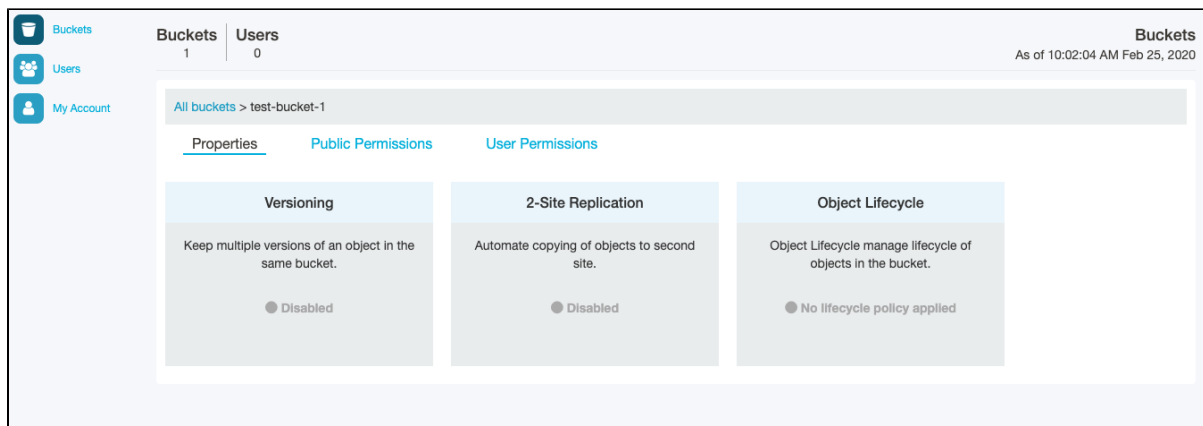 Buckets
Users
My Account
Buckets Users
1 0
Buckets
As of 10:02:04 AM Feb 25, 2020
All buckets > test-bucket-1
Properties Public Permissions User Permissions
Versioning
Keep multiple versions of an object in the
same bucket.
Disabled
2-Site Replication
Automate copying of objects to second
site.
Disabled
Object Lifecycle
Object Lifecycle manage lifecycle of
objects in the bucket.
No lifecycle policy applied